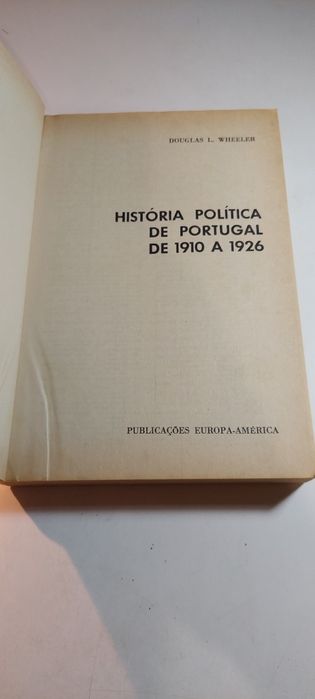 DOUGLAS L. WHEELER
HISTÓRIA POLÍTICA
DE PORTUGAL
DE 1910 A 1926
PUBLICAÇÕES EUROPA-AMÉRICA